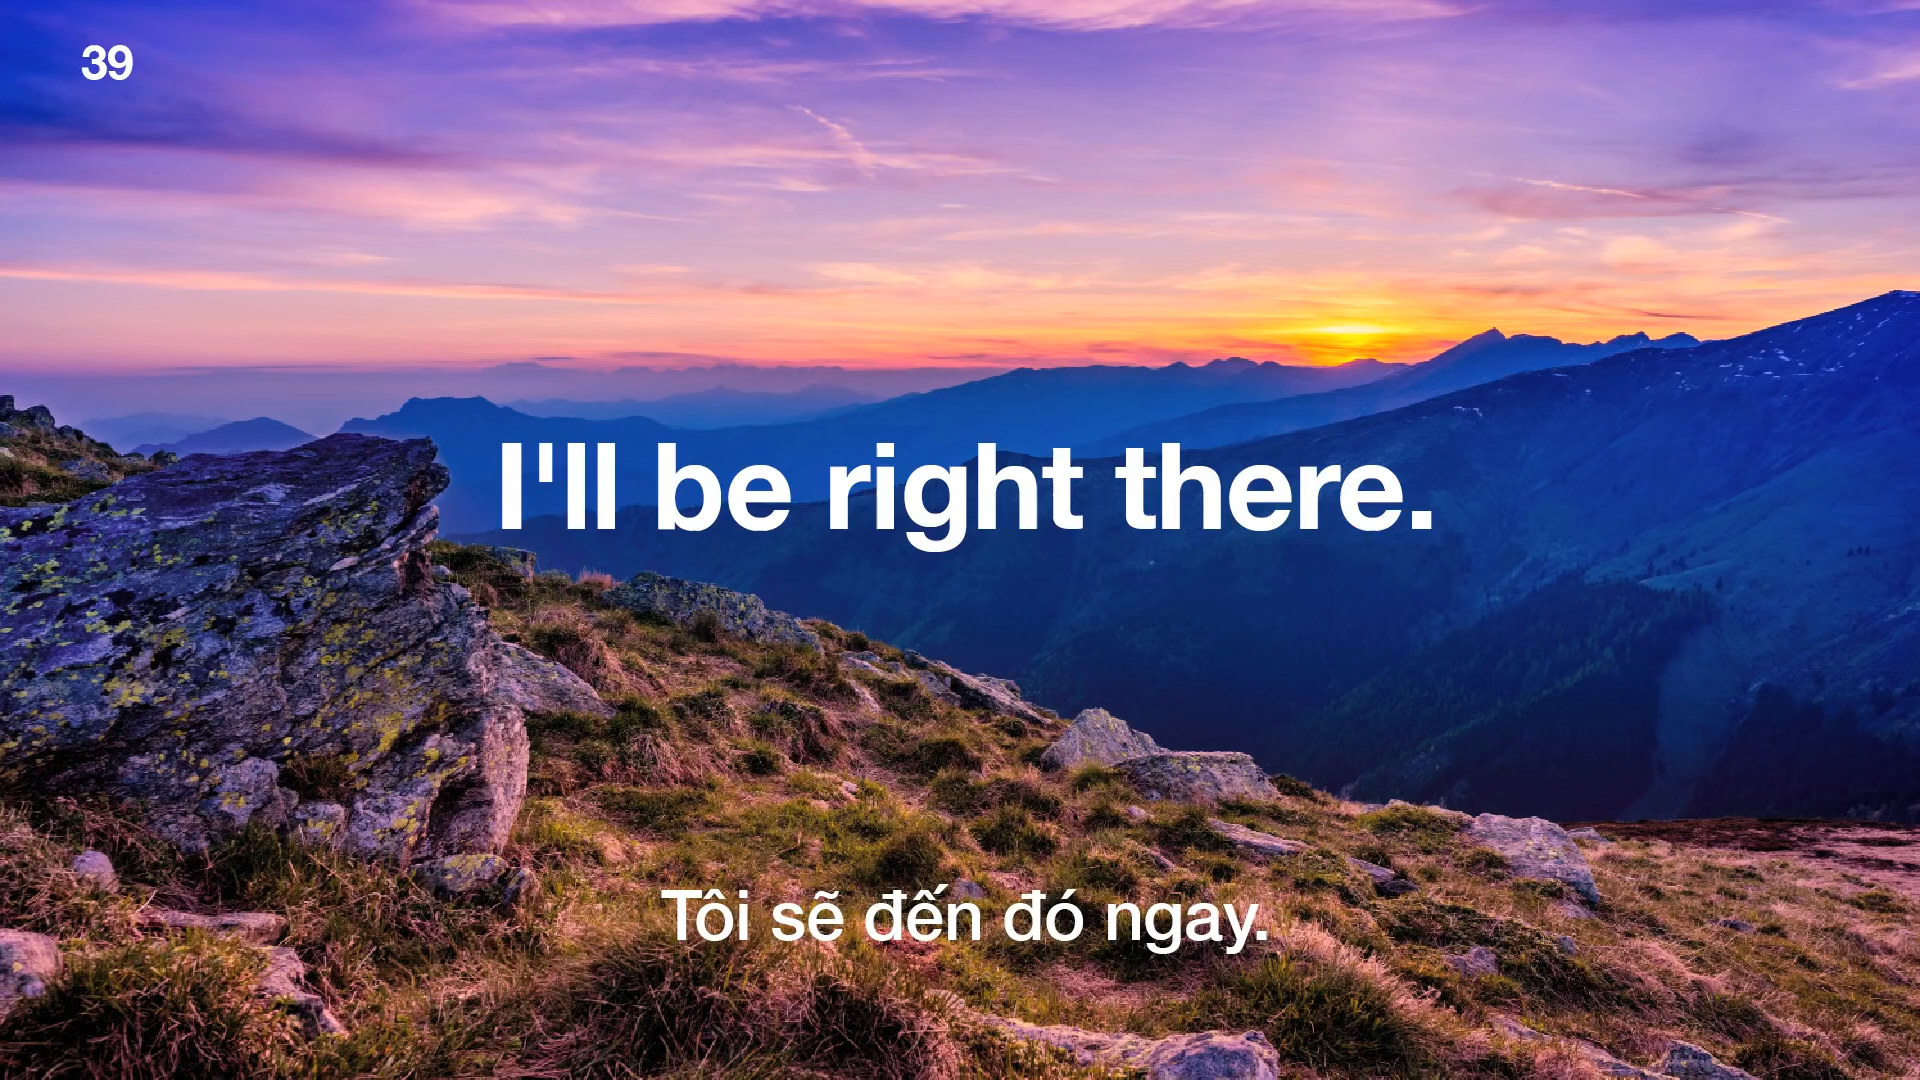 39
I'll be right there.
Tôi sẽ đến đó ngay.